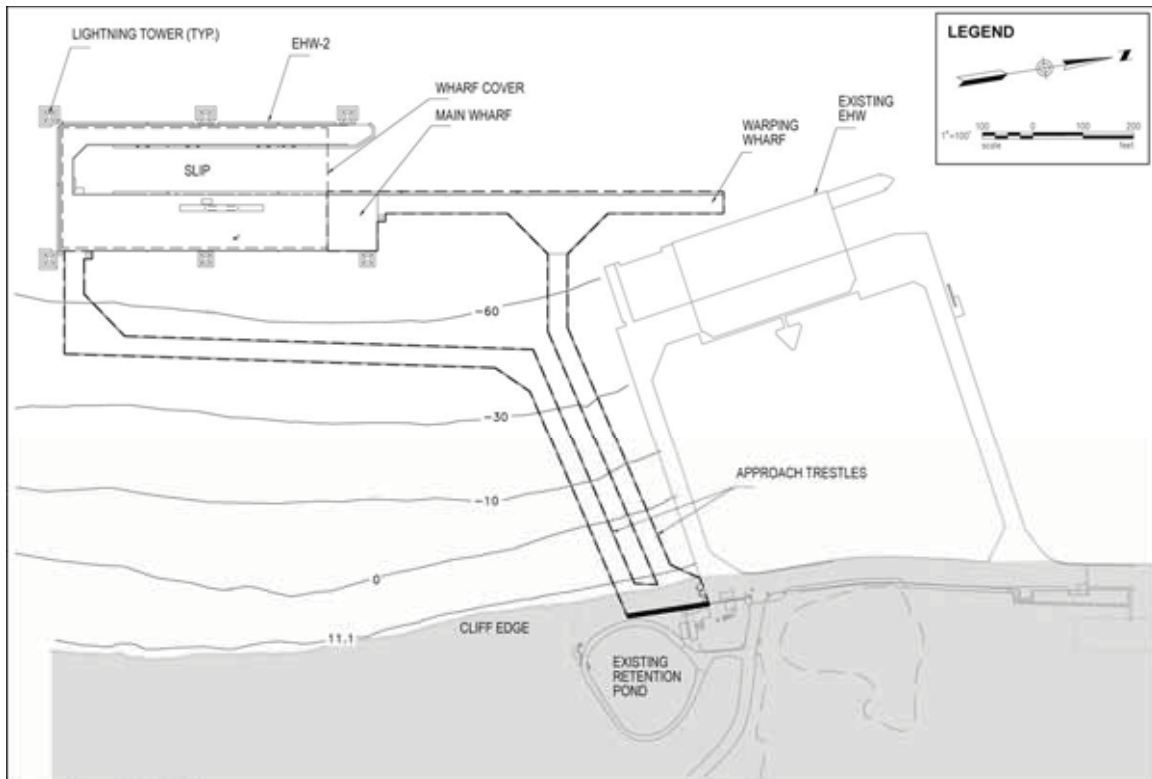 LIGHTNING TOWER (TYP.)
EHW-2
WHARF COVER
MAIN WHARF
EXISTING
EHW
WARPING
WHARF
LEGEND
N
1"=100'
100 0 100 200
scale feet
SLIP
-60
-30
-10
APPROACH TRESTLES
0
11.1
CLIFF EDGE
EXISTING
RETENTION
POND